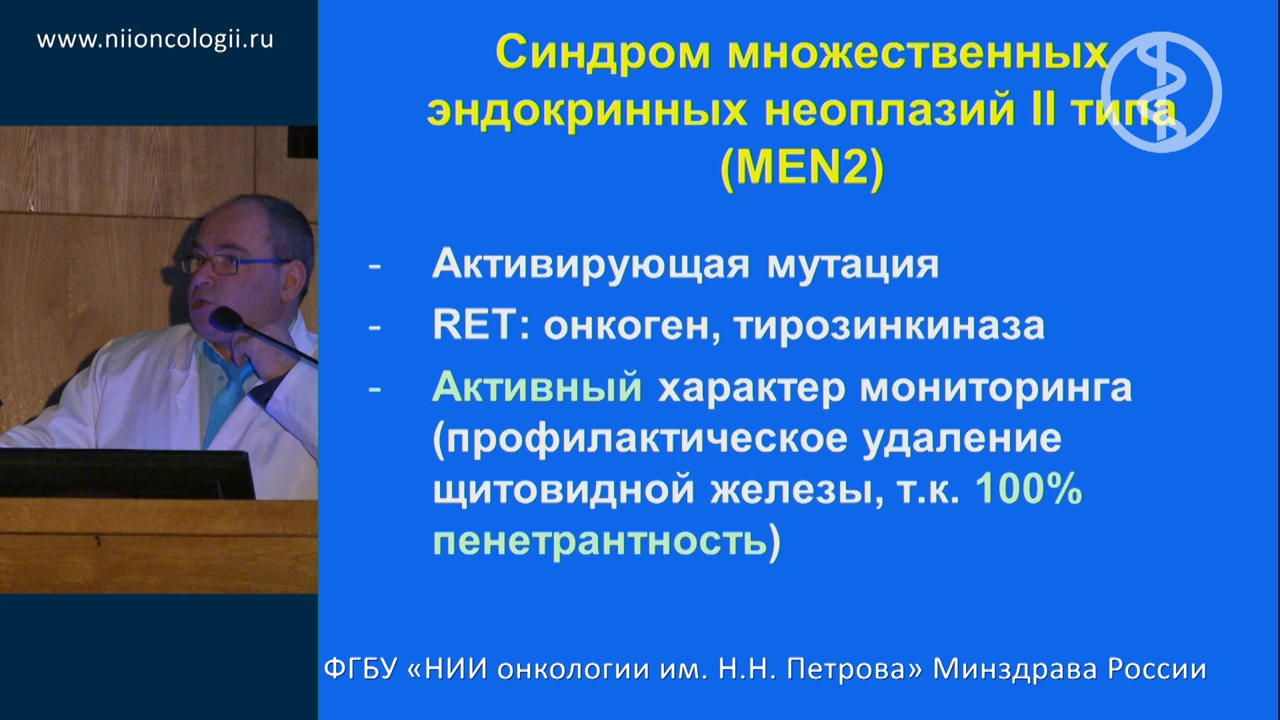 www.niioncologii.ru
Синдром множественных
эндокринных неоплазий II типа
(MEN2)
- Активирующая мутация
- RET: онкоген, тирозинкиназа
- Активный характер мониторинга
(профилактическое удаление
щитовидной железы, т.к. 100%
пенетрантность)
ФГБУ «НИИ онкологии им. Н.Н. Петрова» Минздрава России